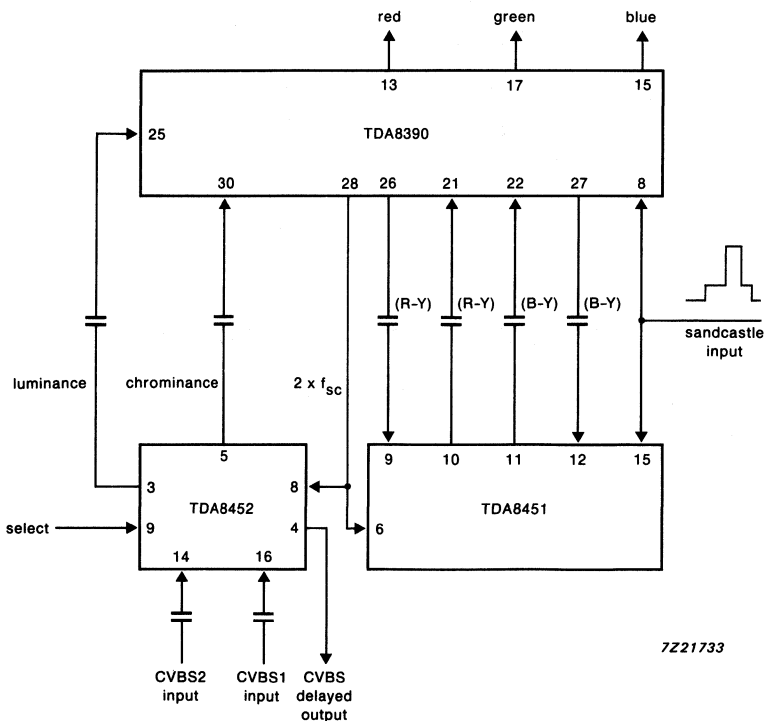 red green blue
13 17 15
25 TDA8390
30 28 26 21 22 27 8
(R-Y) (R-Y) (B-Y) (B-Y)
sandcastle
input
luminance chrominance 2 x fsc
5 9 10 11 12 15
3 8
TDA8452 TDA8451
select 9 4 6
14 16
7Z21733
CVBS2
input
CVBS1
input
CVBS
delayed
output